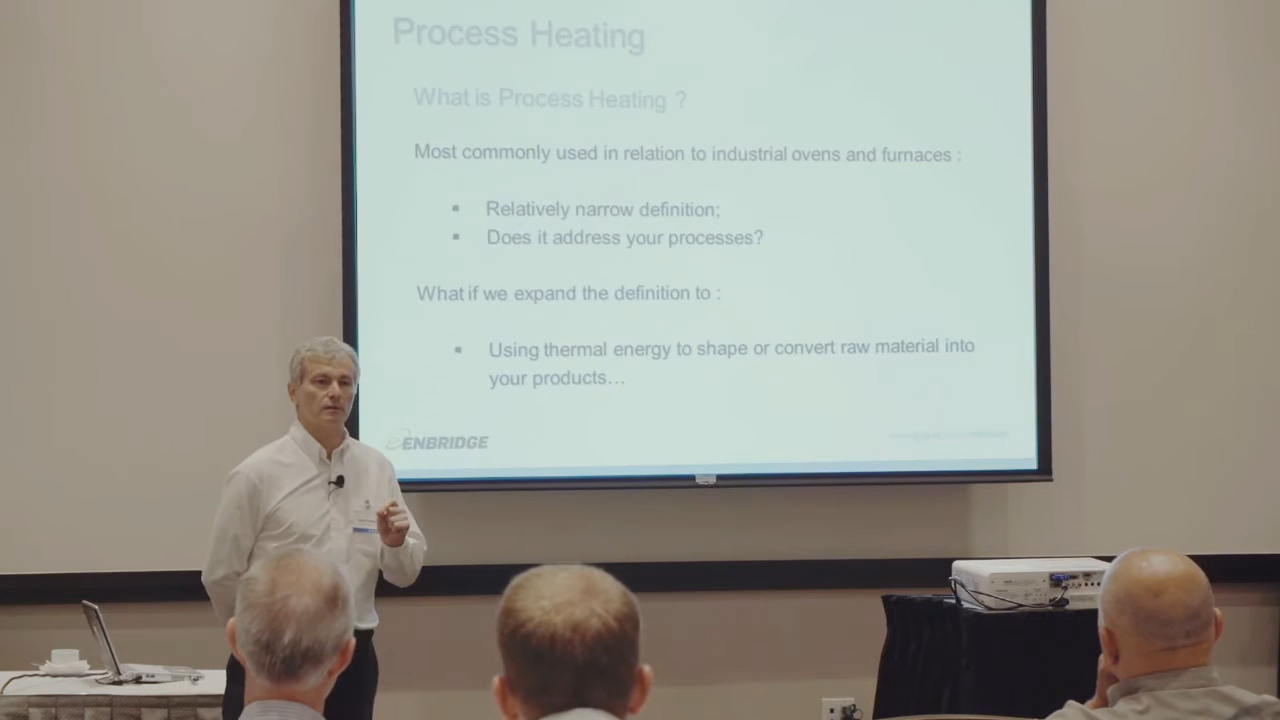 Process Heating
What is Process Heating ?
Most commonly used in relation to industrial ovens and furnaces :
▪ Relatively narrow definition;
▪ Does it address your processes?
What if we expand the definition to :
▪ Using thermal energy to shape or convert raw material into
your products…
ENBRIDGE